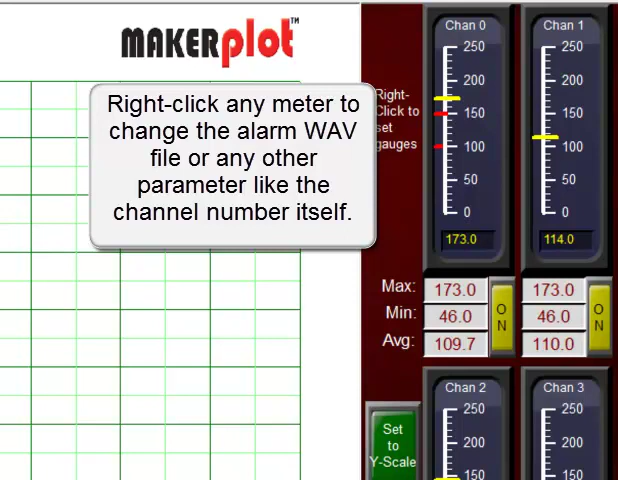 MAKERplot™
Right-click any meter to
change the alarm WAV
file or any other
parameter like the
channel number itself.
Right-
Click to
set
gauges
Chan 0
250
200
150
100
50
0
173.0
Chan 1
250
200
150
100
50
0
114.0
Max: 173.0 173.0
Min: 46.0 46.0
Avg: 109.7 110.0
ON
ON
Set
to
Y-Scale
Chan 2
250
200
150
Chan 3
250
200
150